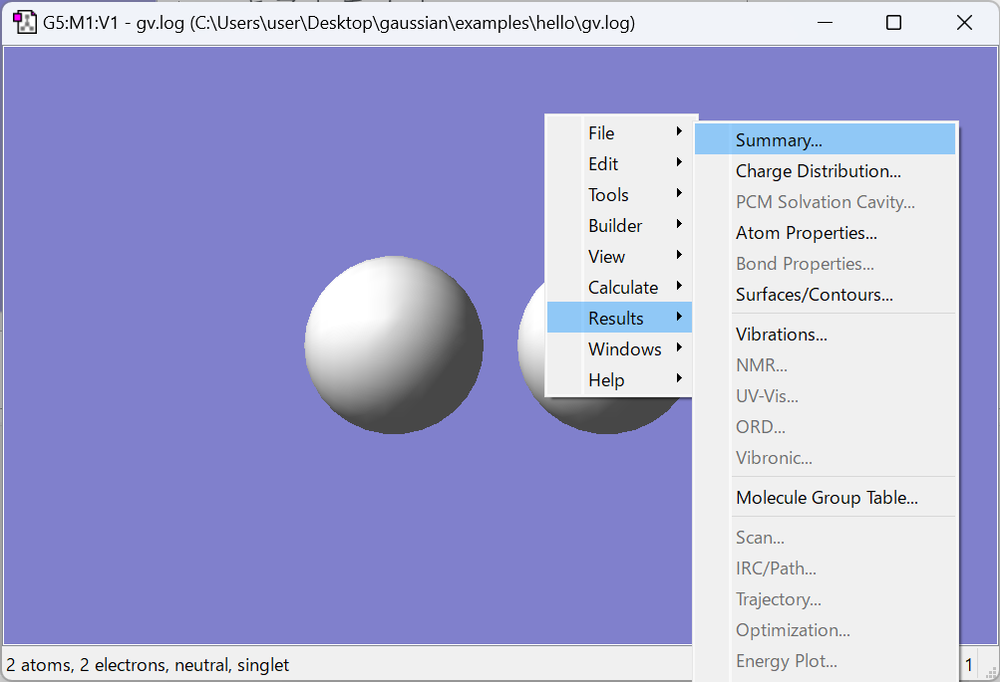 G5:M1:V1 - gv.log (C:\Users\user\Desktop\gaussian\examples\hello\gv.log)
File
Edit
Tools
Builder
View
Calculate
Results
Windows
Help
Summary...
Charge Distribution...
PCM Solvation Cavity...
Atom Properties...
Bond Properties...
Surfaces/Contours...
Vibrations...
NMR...
UV-Vis...
ORD...
Vibronic...
Molecule Group Table...
Scan...
IRC/Path...
Trajectory...
Optimization...
Energy Plot...
2 atoms, 2 electrons, neutral, singlet
1